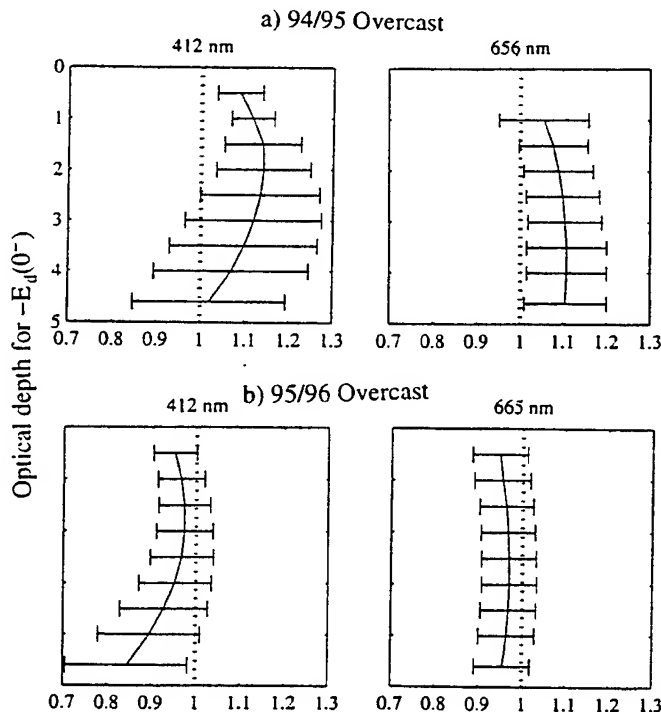 a) 94/95 Overcast
412 nm
656 nm
0
1
2
3
4
5
0.7 0.8 0.9 1 1.1 1.2 1.3
0.7 0.8 0.9 1 1.1 1.2 1.3
Optical depth for -E_d(0⁻)
b) 95/96 Overcast
412 nm
665 nm
0.7 0.8 0.9 1 1.1 1.2 1.3
0.7 0.8 0.9 1 1.1 1.2 1.3